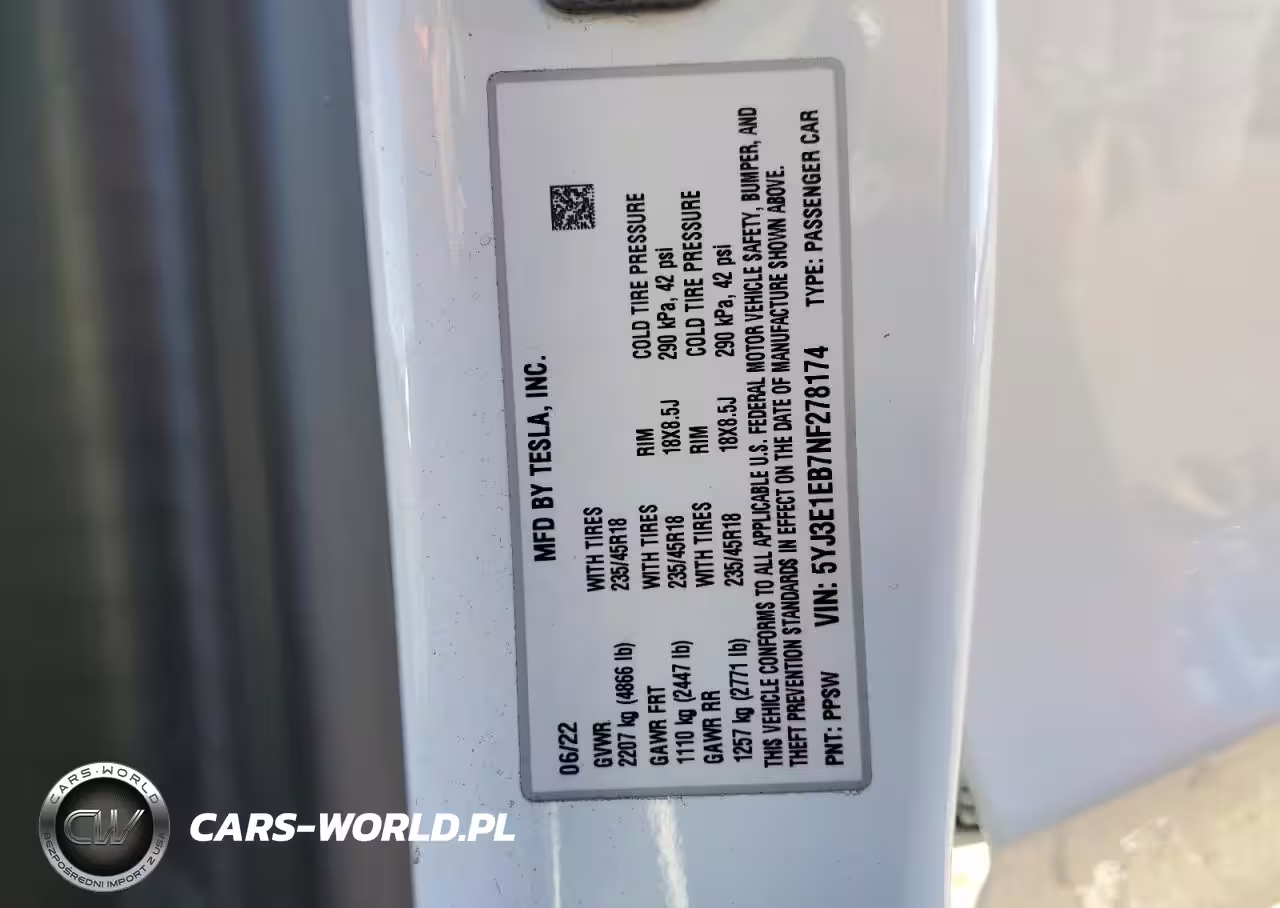 MFD BY TESLA, INC.
06/22
GVWR WITH TIRES
2207 kg (4866 lb) 235/45R18
GAWR FRT WITH TIRES RIM COLD TIRE PRESSURE
1110 kg (2447 lb) 235/45R18 18X8.5J 290 kPa, 42 psi
GAWR RR WITH TIRES RIM COLD TIRE PRESSURE
1257 kg (2771 lb) 235/45R18 18X8.5J 290 kPa, 42 psi
THIS VEHICLE CONFORMS TO ALL APPLICABLE U.S. FEDERAL MOTOR VEHICLE SAFETY, BUMPER, AND
THEFT PREVENTION STANDARDS IN EFFECT ON THE DATE OF MANUFACTURE SHOWN ABOVE.
PNT: PPSW VIN: 5YJ3E1EB7NF278174 TYPE: PASSENGER CAR
CARS-WORLD
CW
BEZPOŚREDNI IMPORT Z USA
CARS-WORLD.PL